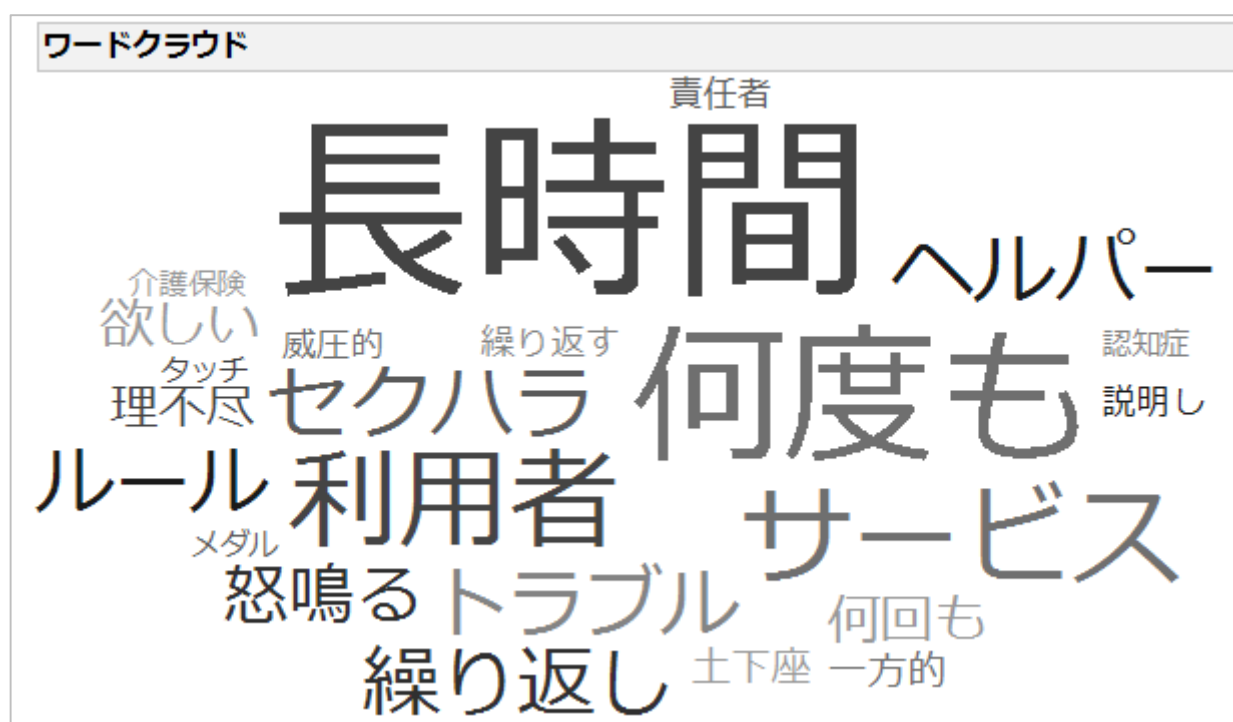 ワードクラウド
責任者
長時間
ヘルパー
介護保険
欲しい
威圧的
繰り返す
何度も
認知症
タッチ
理不尽
セクハラ
説明し
ルール
利用者
サービス
メダル
怒鳴る
トラブル
何回も
繰り返し
土下座
一方的